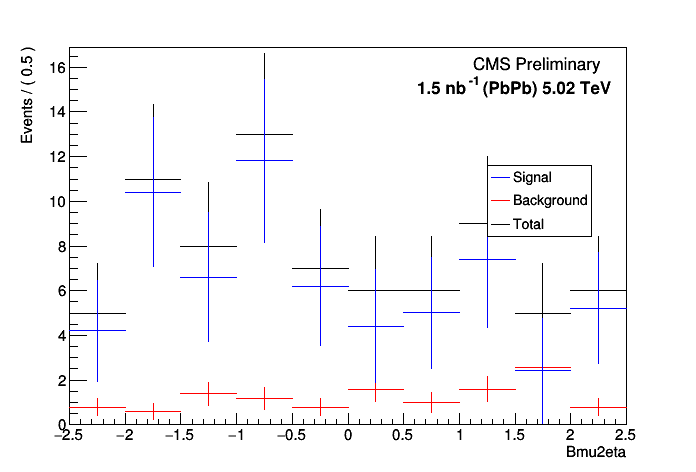 CMS Preliminary
1.5 nb-1 (PbPb) 5.02 TeV
Events / ( 0.5 )
16
14
12
10
8
6
4
2
0
Signal
Background
Total
-2.5 -2 -1.5 -1 -0.5 0 0.5 1 1.5 2 2.5
Bmu2eta